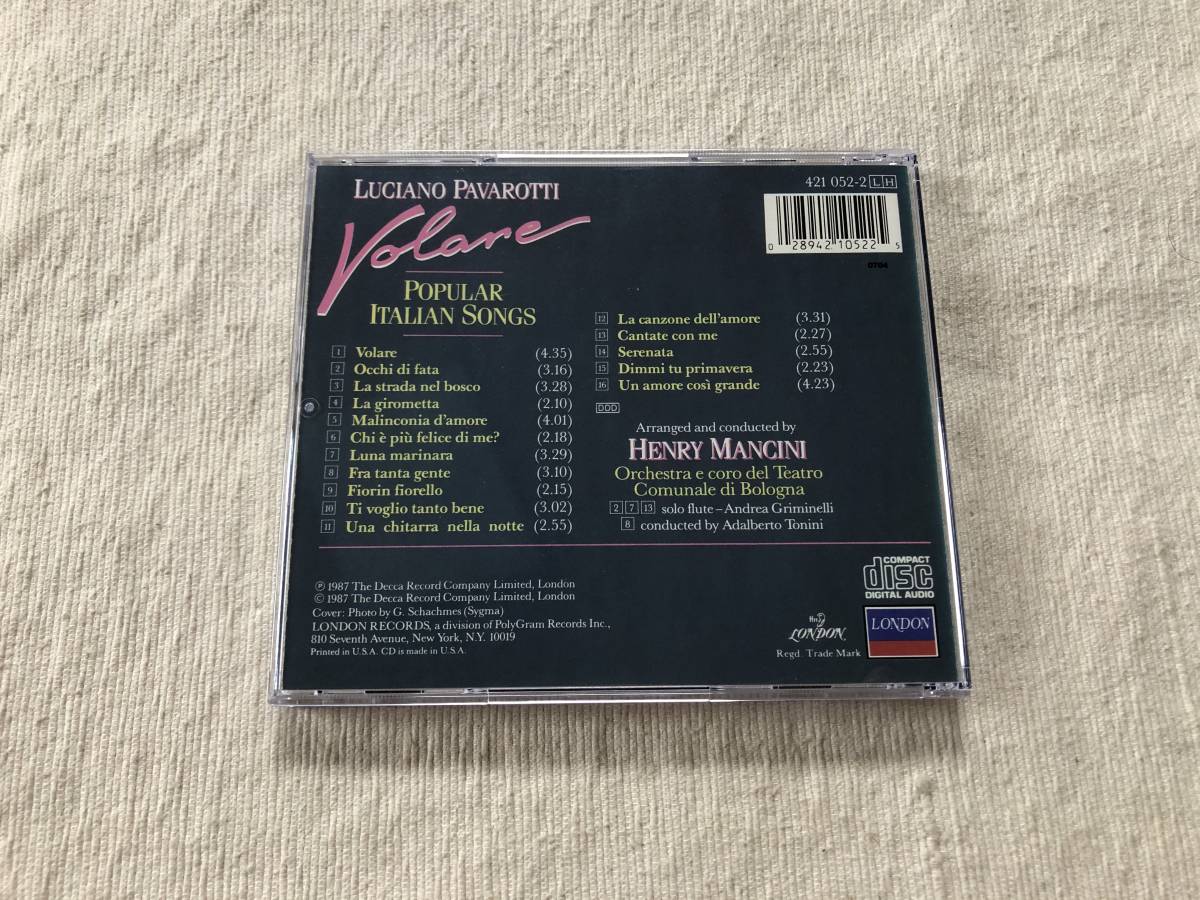 LUCIANO PAVAROTTI
Volare
POPULAR
ITALIAN SONGS
1 Volare (4.35)
2 Occhi di fata (3.16)
3 La strada nel bosco (3.28)
4 La girometta (2.10)
5 Malinconia d'amore (4.01)
6 Chi è più felice di me? (2.18)
7 Luna marinara (3.29)
8 Fra tanta gente (3.10)
9 Fiorin fiorello (2.15)
10 Ti voglio tanto bene (3.02)
11 Una chitarra nella notte (2.55)
421 052-2 LH
0 28942 10522 5
0704
12 La canzone dell'amore (3.31)
13 Cantate con me (2.27)
14 Serenata (2.55)
15 Dimmi tu primavera (2.23)
16 Un amore così grande (4.23)
DDD
Arranged and conducted by
HENRY MANCINI
Orchestra e coro del Teatro
Comunale di Bologna
2 7 13 solo flute – Andrea Griminelli
8 conducted by Adalberto Tonini
℗ 1987 The Decca Record Company Limited, London
© 1987 The Decca Record Company Limited, London
Cover: Photo by G. Schachmes (Sygma)
LONDON RECORDS, a division of PolyGram Records Inc.,
810 Seventh Avenue, New York, N.Y. 10019
Printed in U.S.A. CD is made in U.S.A.
COMPACT
disc
DIGITAL AUDIO
ffrr
LONDON
Regd. Trade Mark
LONDON